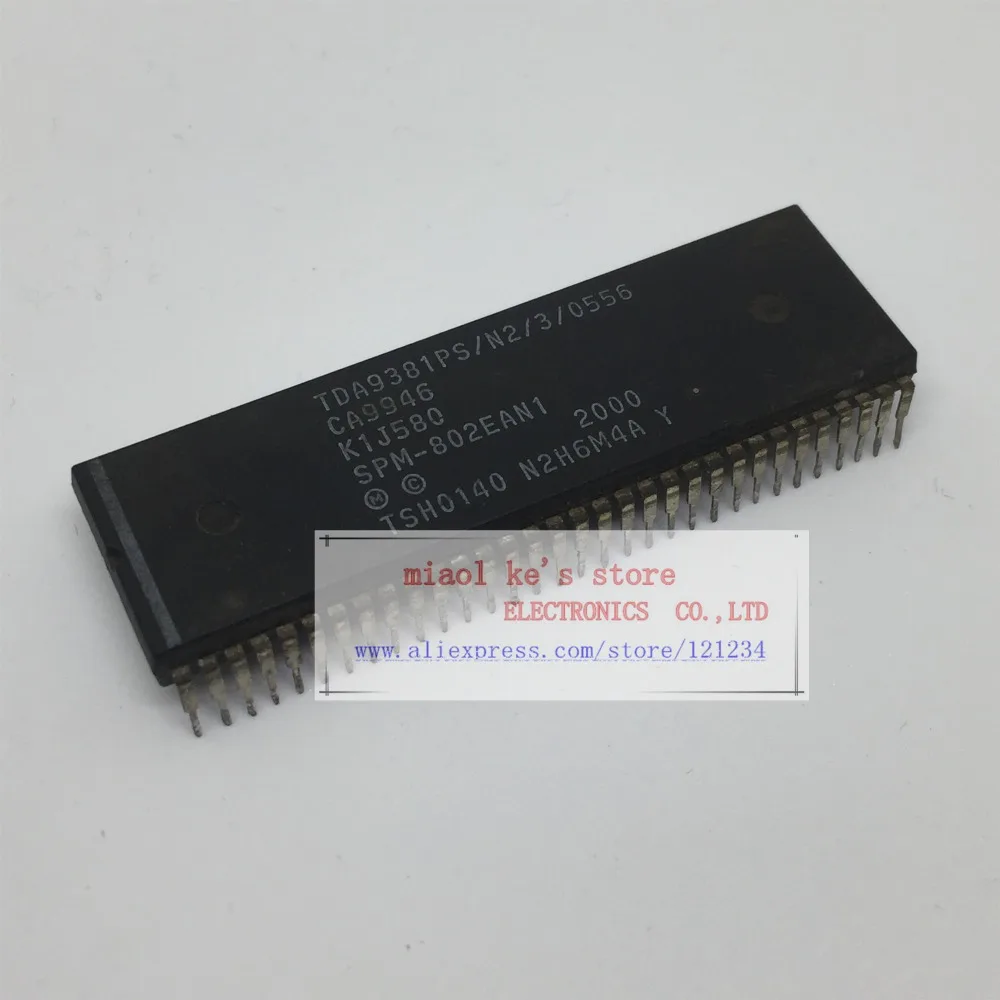 TDA9381PS/N2/3/0556
CA9946
K1J580
SPM-802EAN1
Ⓜ © 2000
TSH0140 N2H6M4A Y
miaol ke's store
ELECTRONICS CO.,LTD
www.aliexpress.com/store/121234